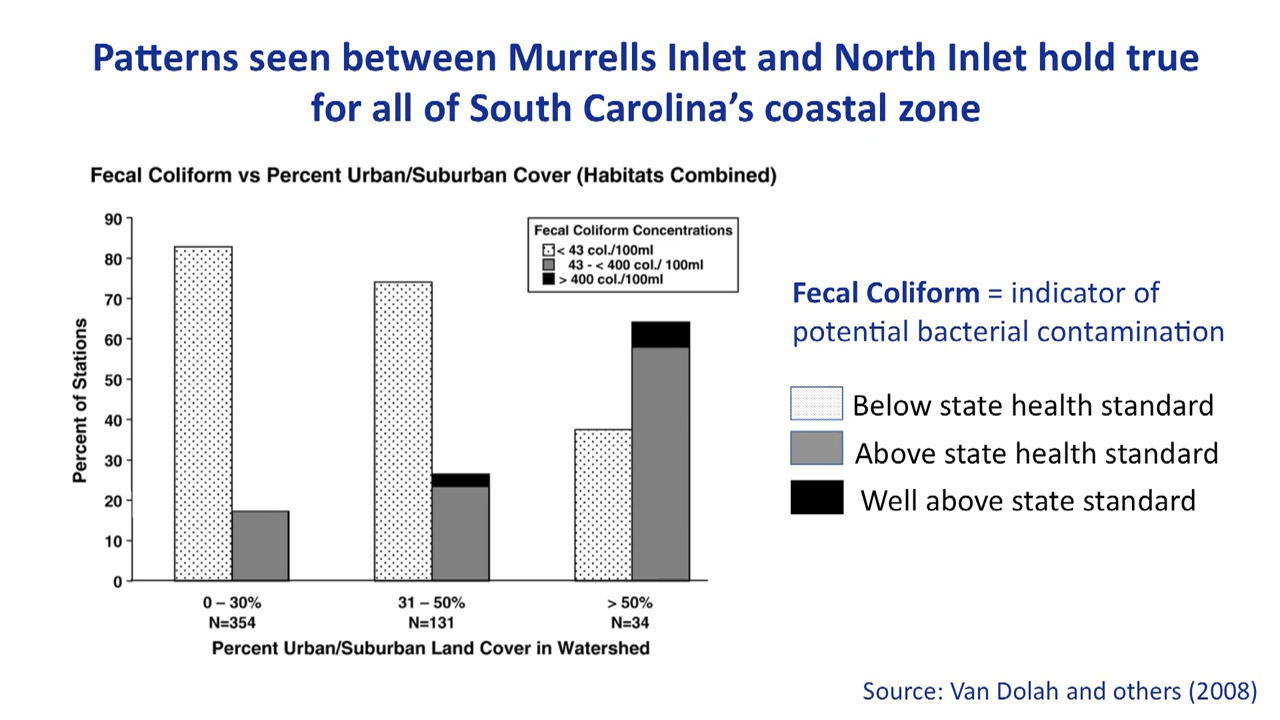 Patterns seen between Murrells Inlet and North Inlet hold true
for all of South Carolina’s coastal zone
Fecal Coliform vs Percent Urban/Suburban Cover (Habitats Combined)
Percent of Stations
90
80
70
60
50
40
30
20
10
0
Fecal Coliform Concentrations
< 43 col./100ml
43 - < 400 col./ 100ml
> 400 col./100ml
0 – 30%
N=354
31 – 50%
N=131
> 50%
N=34
Percent Urban/Suburban Land Cover in Watershed
Fecal Coliform = indicator of
potential bacterial contamination
Below state health standard
Above state health standard
Well above state standard
Source: Van Dolah and others (2008)